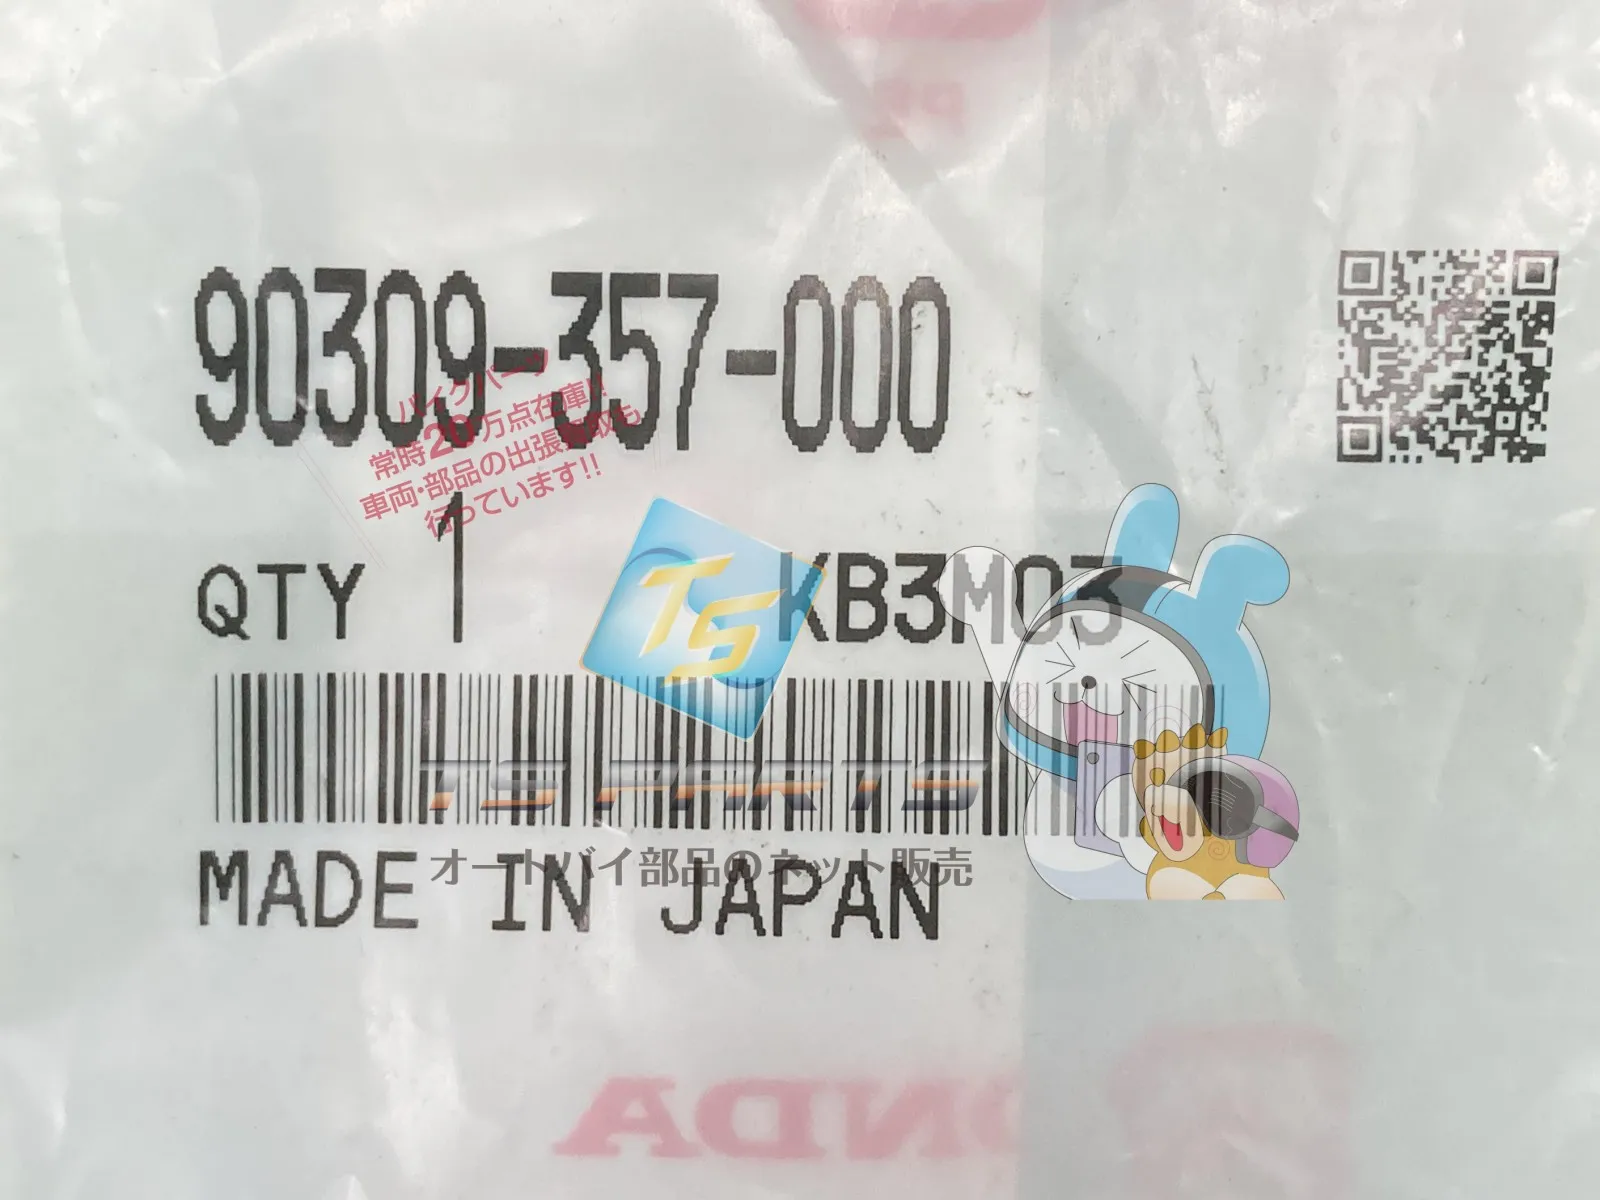 90309-357-000
バイクパーツ
常時20万点在庫!!
車両・部品の出張買取も
行っています!!
QTY 1 KB3M03
TS
TS PARTS
オートバイ部品のネット販売
MADE IN JAPAN
ONDA